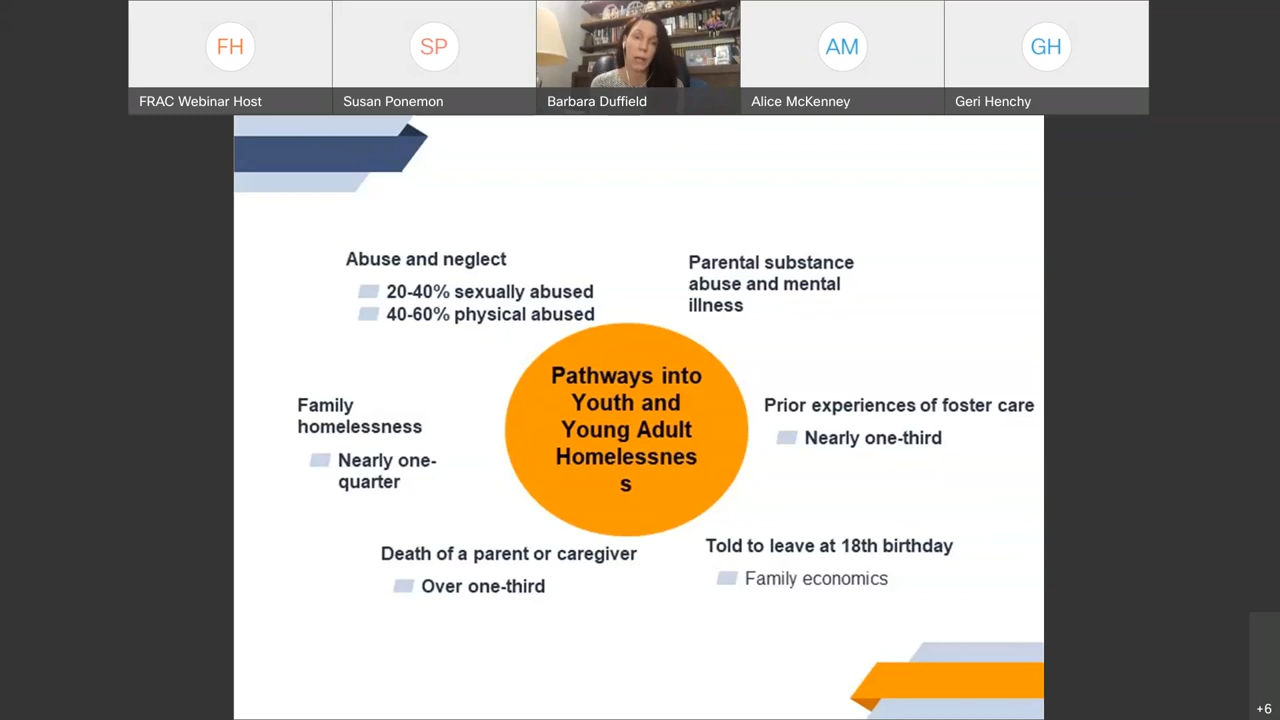 FH
SP
AM
GH
FRAC Webinar Host
Susan Ponemon
Barbara Duffield
Alice McKenney
Geri Henchy
Abuse and neglect
20-40% sexually abused
40-60% physical abused
Parental substance
abuse and mental
illness
Family
homelessness
Nearly one-
quarter
Pathways into
Youth and
Young Adult
Homelessnes
s
Prior experiences of foster care
Nearly one-third
Death of a parent or caregiver
Over one-third
Told to leave at 18th birthday
Family economics
+6